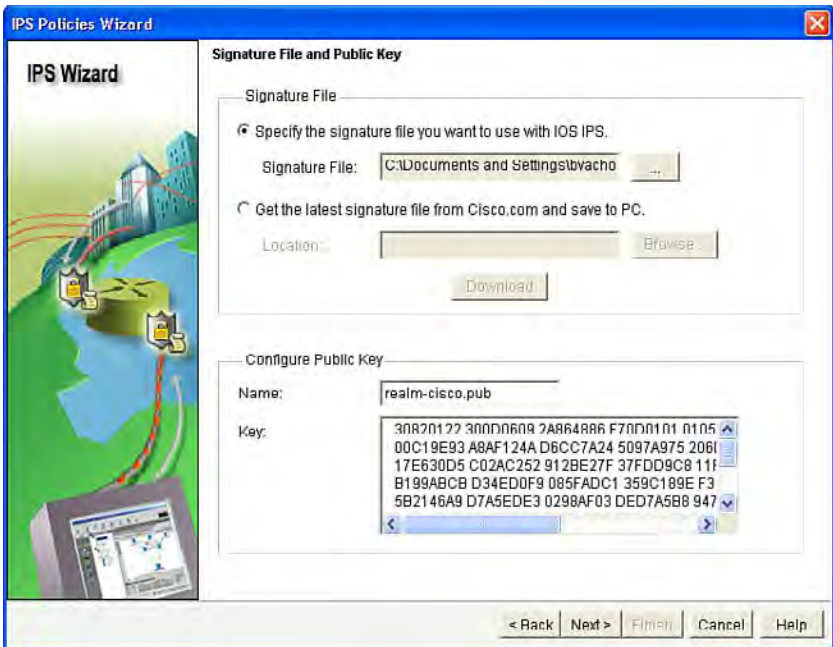 IPS Policies Wizard
IPS Wizard
Signature File and Public Key
Signature File
Specify the signature file you want to use with IOS IPS.
Signature File: C:\Documents and Settings\bvacho ...
Get the latest signature file from Cisco.com and save to PC.
Location: Browse...
Download
Configure Public Key
Name: realm-cisco.pub
Key:
30820122 300D0609 2A864886 F70D0101 0105
00C19E93 A8AF124A D6CC7A24 5097A975 206
17E630D5 C02AC252 912BE27F 37FDD9C8 11
B199ABCB D34ED0F9 085FADC1 359C189E F3
5B2146A9 D7A5EDE3 0298AF03 DED7A5B8 947
< Back Next > Finish Cancel Help